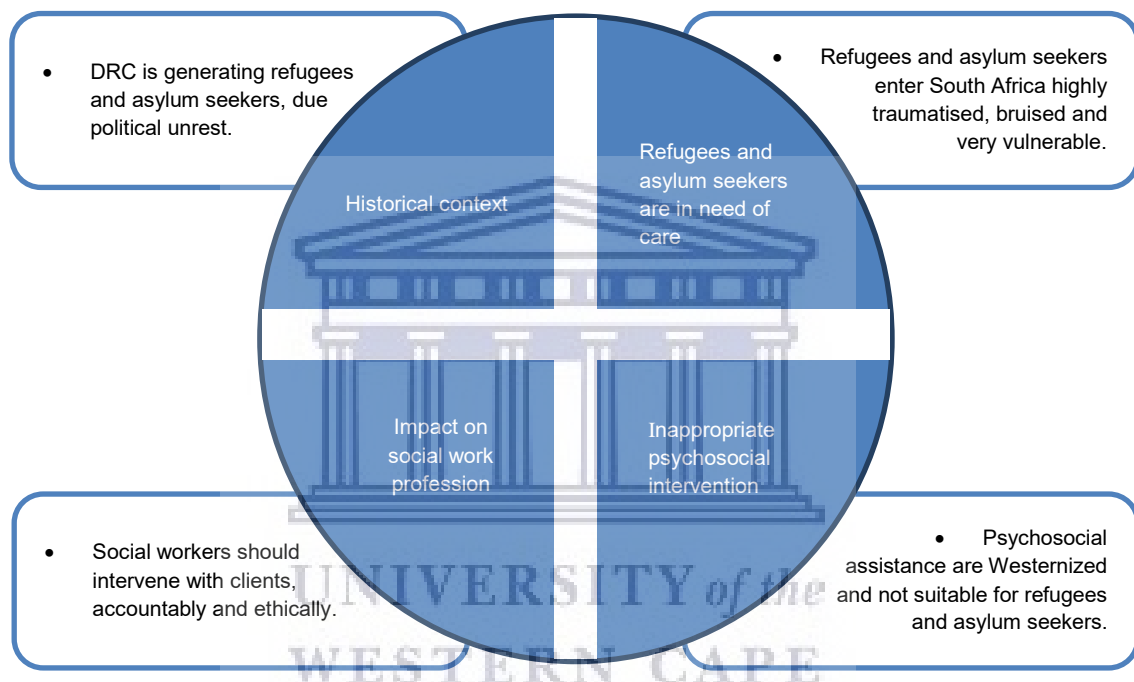 • DRC is generating refugees
and asylum seekers, due
political unrest.
• Refugees and asylum seekers
enter South Africa highly
traumatised, bruised and
very vulnerable.
Historical context
Refugees and
asylum seekers
are in need of
care
Impact on
social work
profession
Inappropriate
psychosocial
intervention
• Social workers should
intervene with clients,
accountably and ethically.
• Psychosocial
assistance are Westernized
and not suitable for refugees
and asylum seekers.
UNIVERSITY of the
WESTERN CAPE